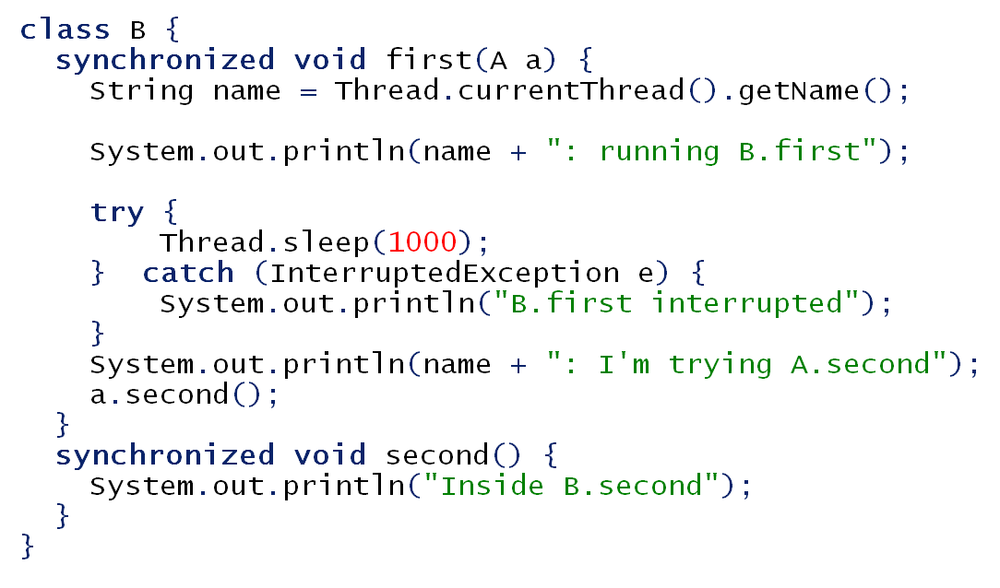 class B {
  synchronized void first(A a) {
    String name = Thread.currentThread().getName();

    System.out.println(name + ": running B.first");

    try {
        Thread.sleep(1000);
    }  catch (InterruptedException e) {
        System.out.println("B.first interrupted");
    }
    System.out.println(name + ": I'm trying A.second");
    a.second();
  }
  synchronized void second() {
    System.out.println("Inside B.second");
  }
}